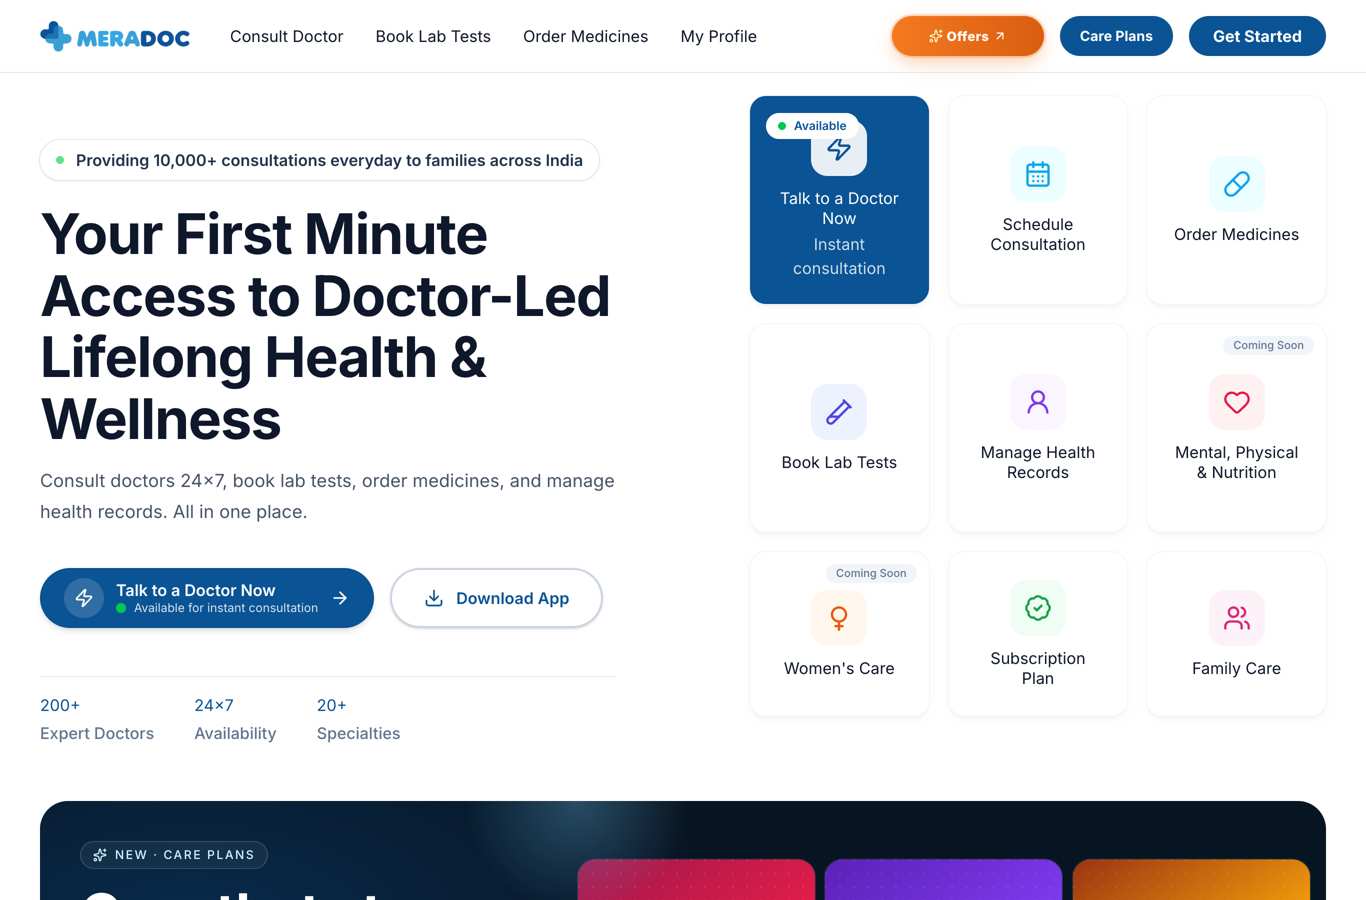 MERADOC
Consult Doctor
Book Lab Tests
Order Medicines
My Profile
Offers
Care Plans
Get Started
Providing 10,000+ consultations everyday to families across India
Your First Minute
Access to Doctor-Led
Lifelong Health &
Wellness
Consult doctors 24×7, book lab tests, order medicines, and manage
health records. All in one place.
Talk to a Doctor Now
Available for instant consultation
Download App
200+
Expert Doctors
24×7
Availability
20+
Specialties
Available
Talk to a Doctor
Now
Instant
consultation
Schedule
Consultation
Order Medicines
Book Lab Tests
Manage Health
Records
Coming Soon
Mental, Physical
& Nutrition
Coming Soon
Women's Care
Subscription
Plan
Family Care
NEW · CARE PLANS